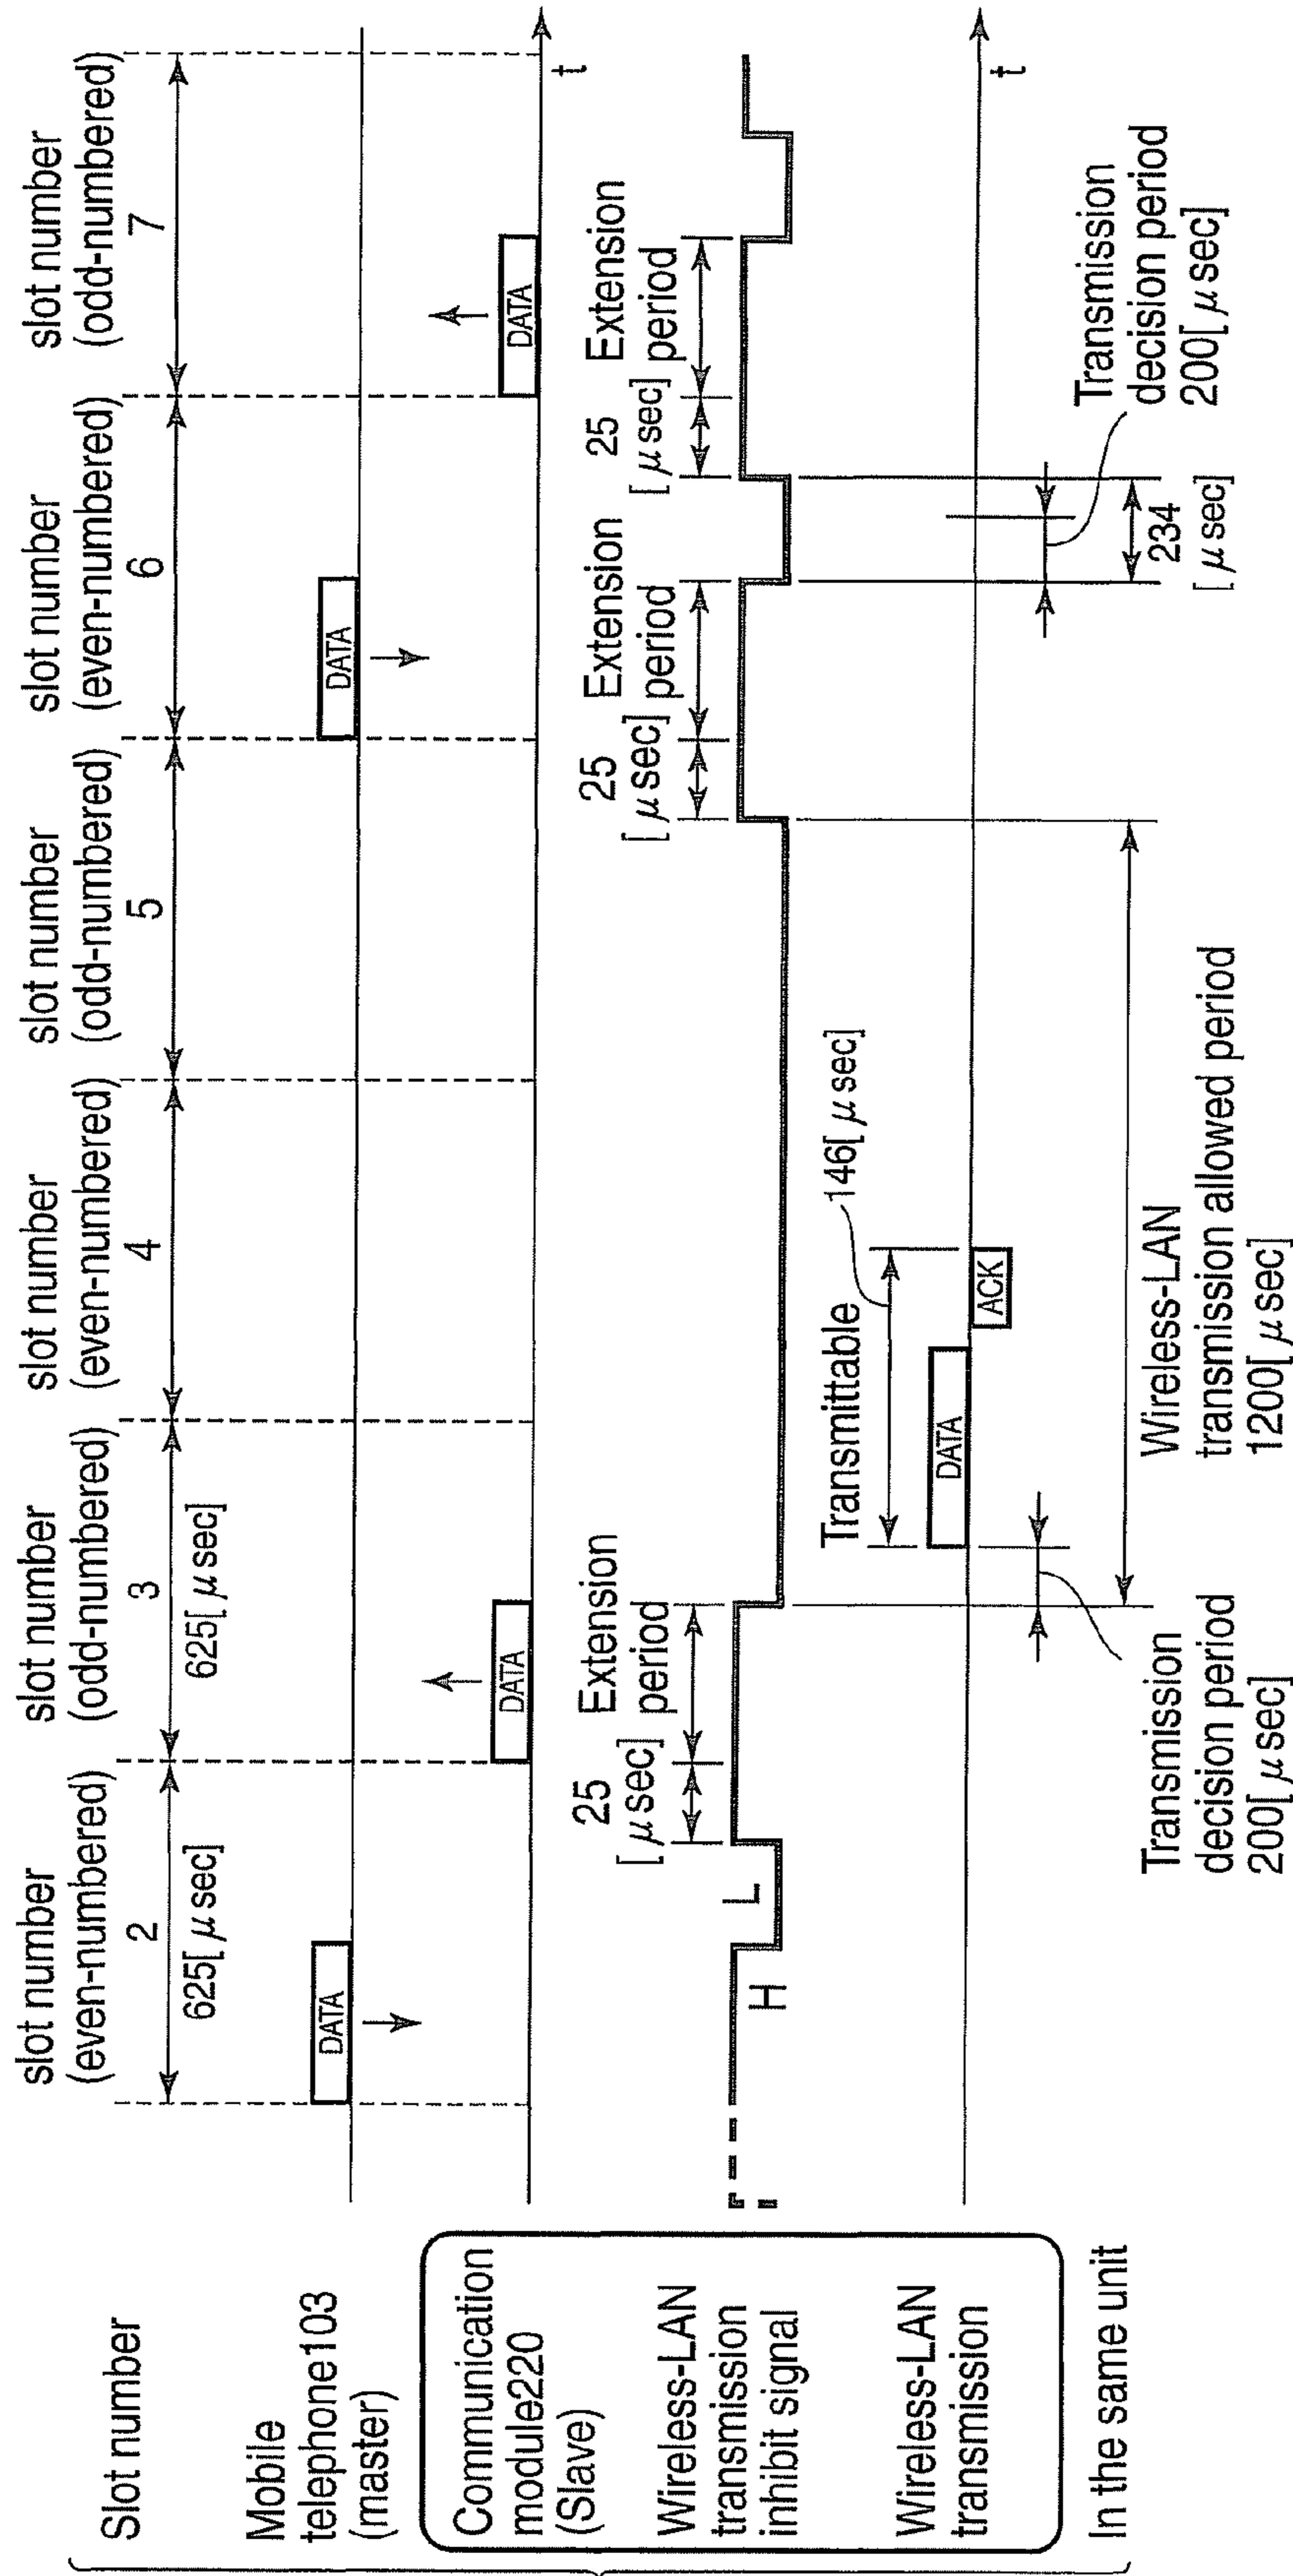 Slot number
slot number
(even-numbered)
2
625[μsec]
slot number
(odd-numbered)
3
625[μsec]
slot number
(even-numbered)
4
slot number
(odd-numbered)
5
slot number
(even-numbered)
6
slot number
(odd-numbered)
7
Mobile
telephone103
(master)
DATA
DATA
Communication
module220
(Slave)
DATA
DATA
t
Wireless-LAN
transmission
inhibit signal
H
L
25
[μsec]
Extension
period
25
[μsec]
Extension
period
25
[μsec]
Extension
period
Wireless-LAN
transmission
Transmittable
146[μsec]
DATA
ACK
t
Transmission
decision period
200[μsec]
Wireless-LAN
transmission allowed period
1200[μsec]
234
[μsec]
Transmission
decision period
200[μsec]
In the same unit